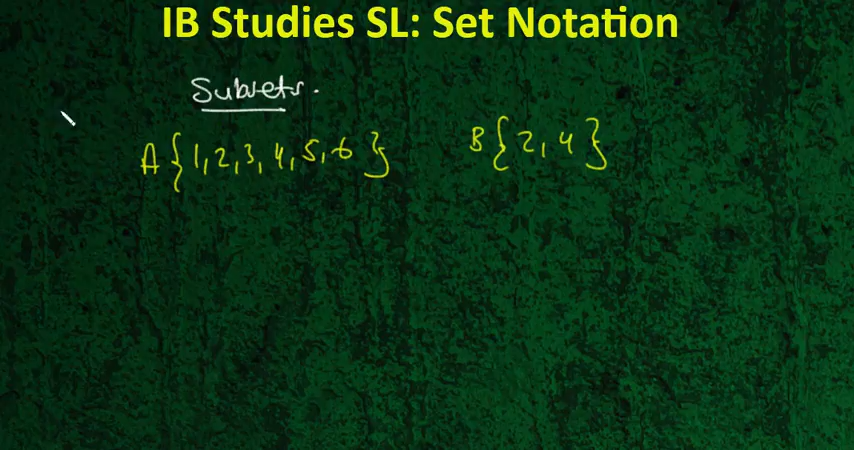 IB Studies SL: Set Notation
Subsets.
A{1,2,3,4,5,6} B{2,4}